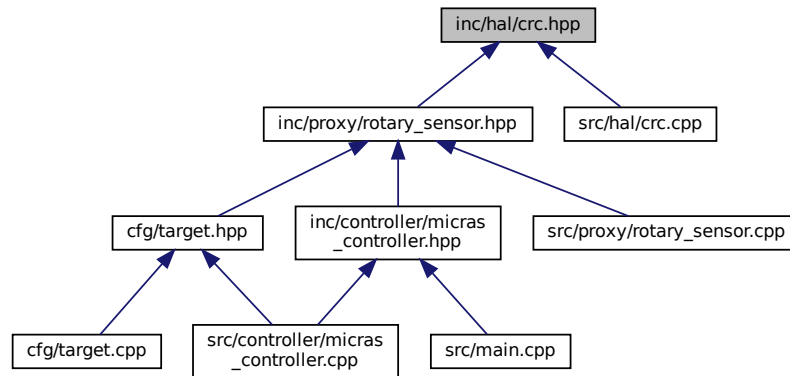 inc/hal/crc.hpp
inc/proxy/rotary_sensor.hpp
src/hal/crc.cpp
cfg/target.hpp
inc/controller/micras
_controller.hpp
src/proxy/rotary_sensor.cpp
cfg/target.cpp
src/controller/micras
_controller.cpp
src/main.cpp